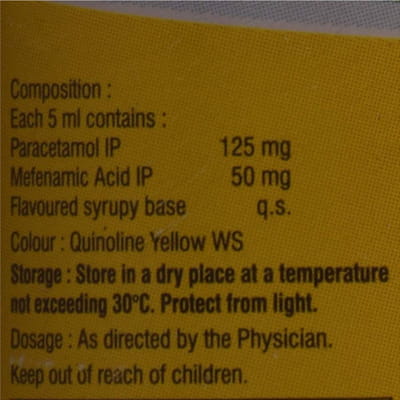 Composition :
Each 5 ml contains :
Paracetamol IP 125 mg
Mefenamic Acid IP 50 mg
Flavoured syrupy base q.s.
Colour : Quinoline Yellow WS
Storage : Store in a dry place at a temperature
not exceeding 30°C. Protect from light.
Dosage : As directed by the Physician.
Keep out of reach of children.